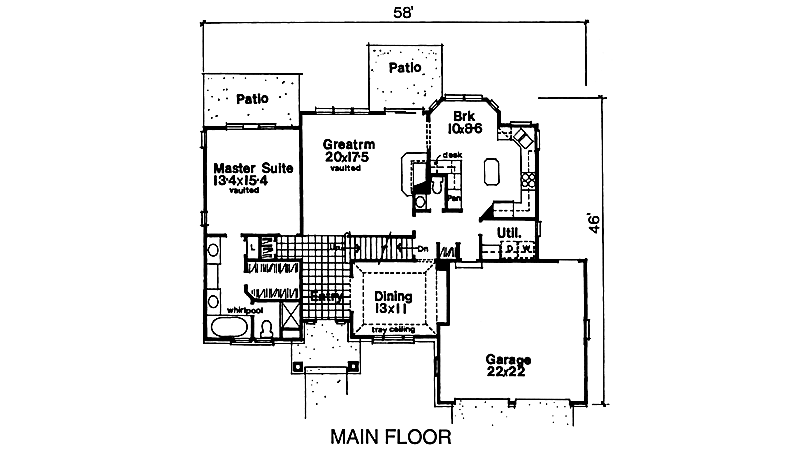 58'
Patio
Patio
Brk
10x8-6
Greatrm
20x17-5
vaulted
desk
Master Suite
13-4x15-4
vaulted
Pan
46'
Util.
D W
L
Up
Dn
Entry
Dining
13x11
tray ceiling
whirlpool
Garage
22x22
MAIN FLOOR